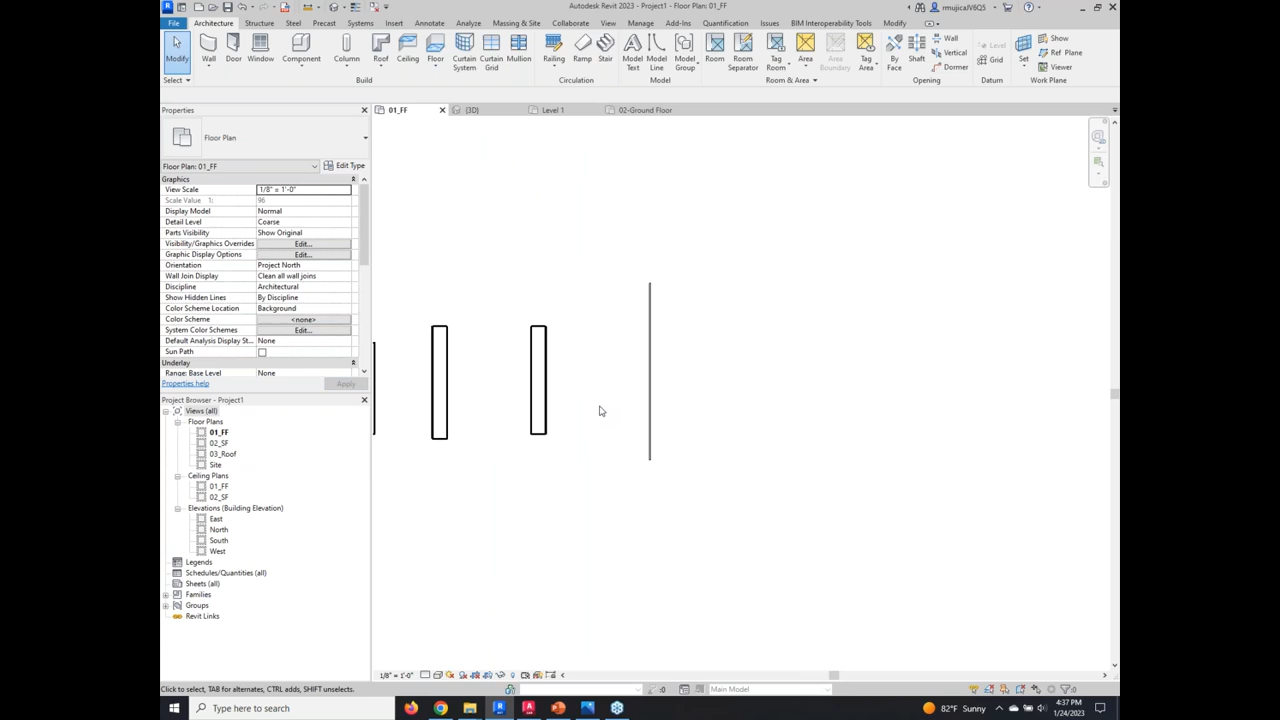 Autodesk Revit 2023 - Project1 - Floor Plan: 01_FF
rmujicaJV6Q5
File Architecture Structure Steel Precast Systems Insert Annotate Analyze Massing & Site Collaborate View Manage Add-Ins Quantification Issues BIM Interoperability Tools Modify
Modify Wall Door Window Component Column Roof Ceiling Floor Curtain System Curtain Grid Mullion Railing Ramp Stair Model Text Model Line Model Group Room Room Separator Tag Room Area Area Boundary Tag Area By Face Shaft Wall Vertical Dormer Level Grid Set Show Ref Plane Viewer
Select Build Circulation Model Room & Area Opening Datum Work Plane
Properties
01_FF {3D} Level 1 02-Ground Floor
Floor Plan
Floor Plan: 01_FF Edit Type
Graphics
View Scale 1/8" = 1'-0"
Scale Value 1: 96
Display Model Normal
Detail Level Coarse
Parts Visibility Show Original
Visibility/Graphics Overrides Edit...
Graphic Display Options Edit...
Orientation Project North
Wall Join Display Clean all wall joins
Discipline Architectural
Show Hidden Lines By Discipline
Color Scheme Location Background
Color Scheme <none>
System Color Schemes Edit...
Default Analysis Display St... None
Sun Path
Underlay
Range: Base Level None
Properties help Apply
Project Browser - Project1
Views (all)
Floor Plans
01_FF
02_SF
03_Roof
Site
Ceiling Plans
01_FF
02_SF
Elevations (Building Elevation)
East
North
South
West
Legends
Schedules/Quantities (all)
Sheets (all)
Families
Groups
Revit Links
1/8" = 1'-0"
Click to select, TAB for alternates, CTRL adds, SHIFT unselects. :0 Main Model :0
Type here to search 82°F Sunny 4:37 PM
1/24/2023